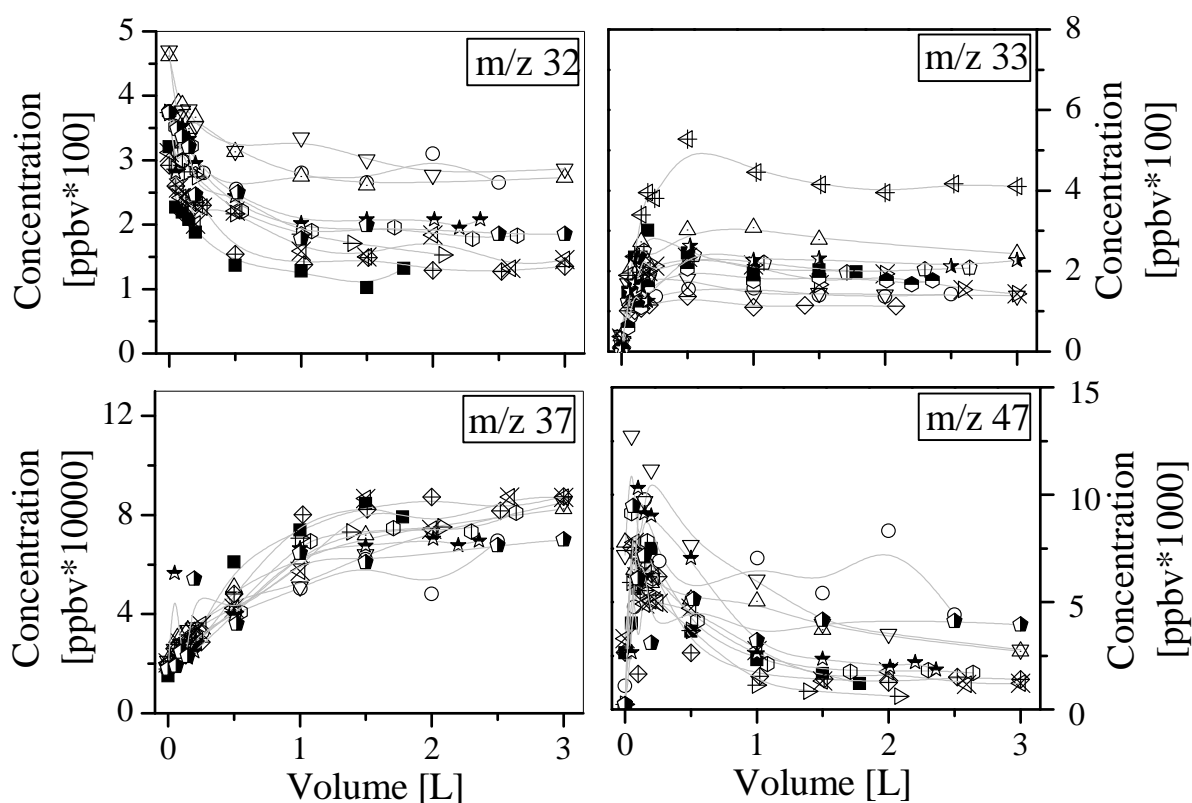 5
4
3
2
1
0
Concentration
[ppbv*100]
m/z 32
m/z 33
8
6
4
2
0
Concentration
[ppbv*100]
12
8
4
0
Concentration
[ppbv*10000]
m/z 37
m/z 47
15
10
5
0
Concentration
[ppbv*1000]
0 1 2 3
Volume [L]
0 1 2 3
Volume [L]